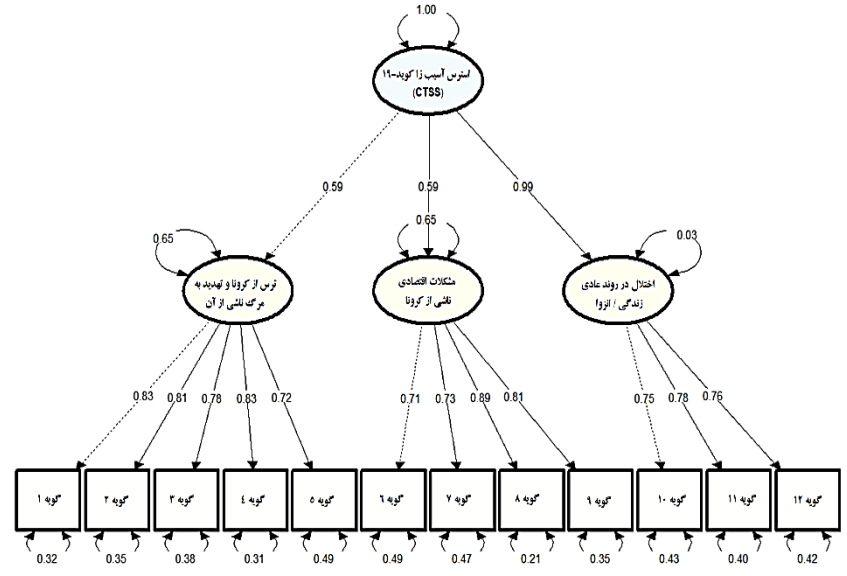 1.00
استرس آسیب زا کوید-۱۹
(CTSS)
0.59
0.59
0.99
0.65
0.65
0.03
ترس از کرونا و تهدید به
مرگ ناشی از آن
مشکلات اقتصادی
ناشی از کرونا
اختلال در روند عادی
زندگی / انزوا
0.83
0.81
0.78
0.83
0.72
0.71
0.73
0.89
0.81
0.75
0.78
0.76
گویه ۱
گویه ۲
گویه ۳
گویه ٤
گویه ۵
گویه ۶
گویه ۷
گویه ۸
گویه ۹
گویه ۱۰
گویه ۱۱
گویه ۱۲
0.32
0.35
0.38
0.31
0.49
0.49
0.47
0.21
0.35
0.43
0.40
0.42